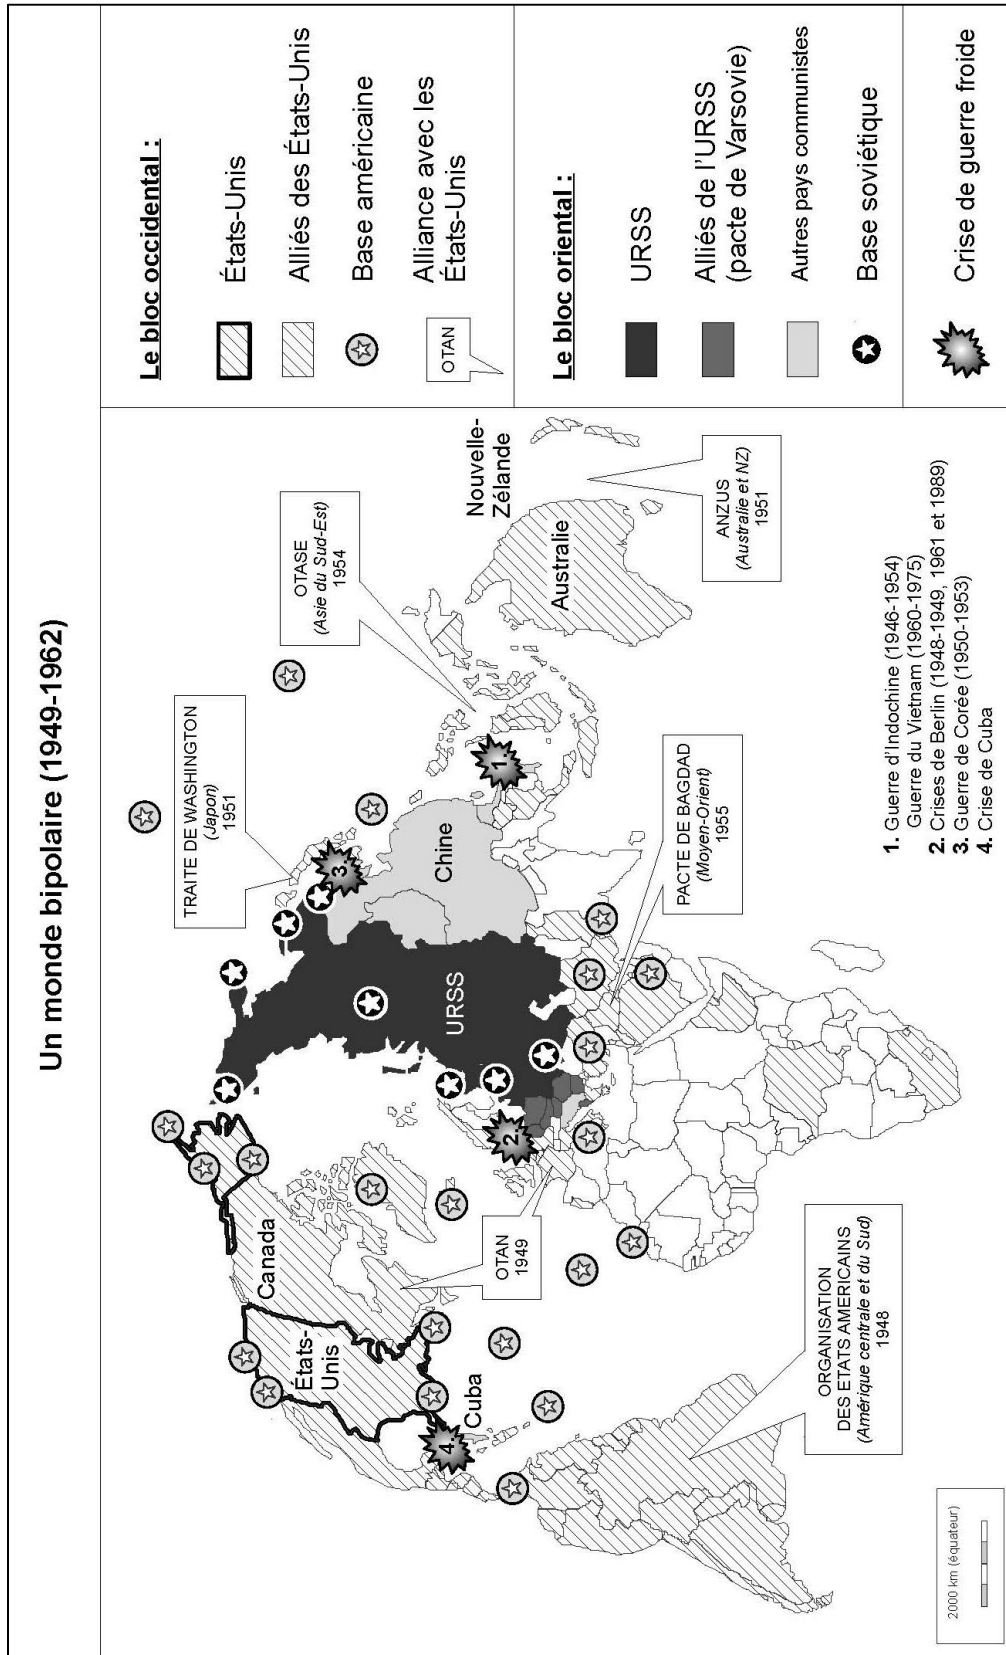 Un monde bipolaire (1949-1962)
TRAITE DE WASHINGTON
(Japon)
1951
OTASE
(Asie du Sud-Est)
1954
Nouvelle-
Zélande
Australie
ANZUS
(Australie et NZ)
1951
Chine
URSS
PACTE DE BAGDAD
(Moyen-Orient)
1955
Canada
États-
Unis
Cuba
OTAN
1949
ORGANISATION
DES ETATS AMERICAINS
(Amérique centrale et du Sud)
1948
1.
2.
3.
4.
2000 km (équateur)
1. Guerre d'Indochine (1946-1954)
Guerre du Vietnam (1960-1975)
2. Crises de Berlin (1948-1949, 1961 et 1989)
3. Guerre de Corée (1950-1953)
4. Crise de Cuba
Le bloc occidental :
États-Unis
Alliés des États-Unis
Base américaine
OTAN
Alliance avec les
États-Unis
Le bloc oriental :
URSS
Alliés de l'URSS
(pacte de Varsovie)
Autres pays communistes
Base soviétique
Crise de guerre froide